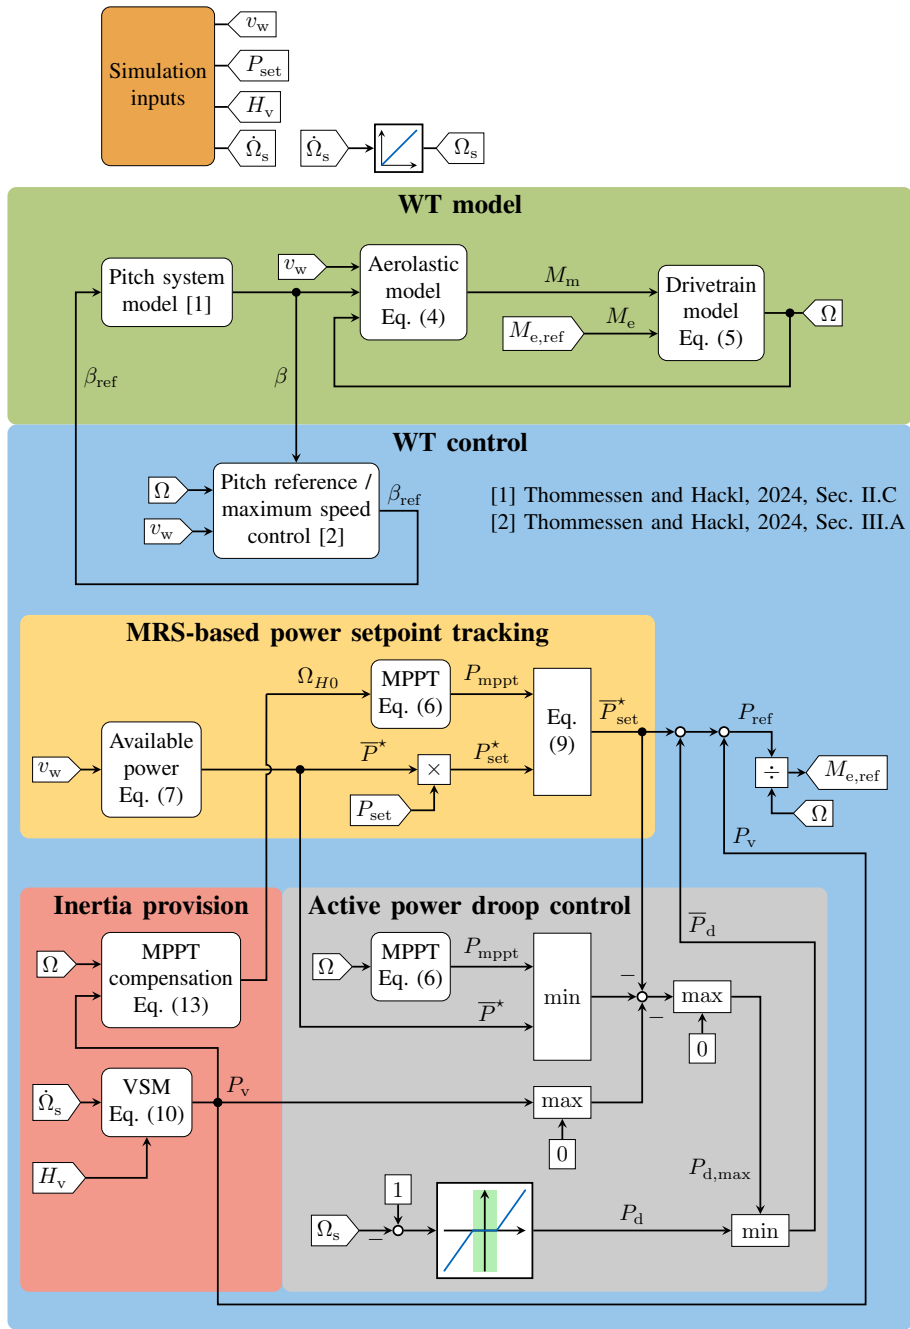 Simulation
inputs
v_w
P_set
H_v
Ω̇_s
Ω̇_s
Ω_s
WT model
Pitch system
model [1]
v_w
Aerolastic
model
Eq. (4)
M_m
M_e,ref
M_e
Drivetrain
model
Eq. (5)
Ω
β_ref
β
WT control
Ω
v_w
Pitch reference /
maximum speed
control [2]
β_ref
[1] Thommessen and Hackl, 2024, Sec. II.C
[2] Thommessen and Hackl, 2024, Sec. III.A
MRS-based power setpoint tracking
Ω_H0
MPPT
Eq. (6)
P_mppt
Eq.
(9)
P̅*_set
P_ref
v_w
Available
power
Eq. (7)
P̅*
×
P*_set
P_set
÷
M_e,ref
Ω
P_v
Inertia provision
Active power droop control
P̅_d
Ω
MPPT
compensation
Eq. (13)
Ω
MPPT
Eq. (6)
P_mppt
P̅*
min
−
−
max
0
Ω̇_s
VSM
Eq. (10)
P_v
max
0
H_v
P_d,max
1
Ω_s
−
P_d
min